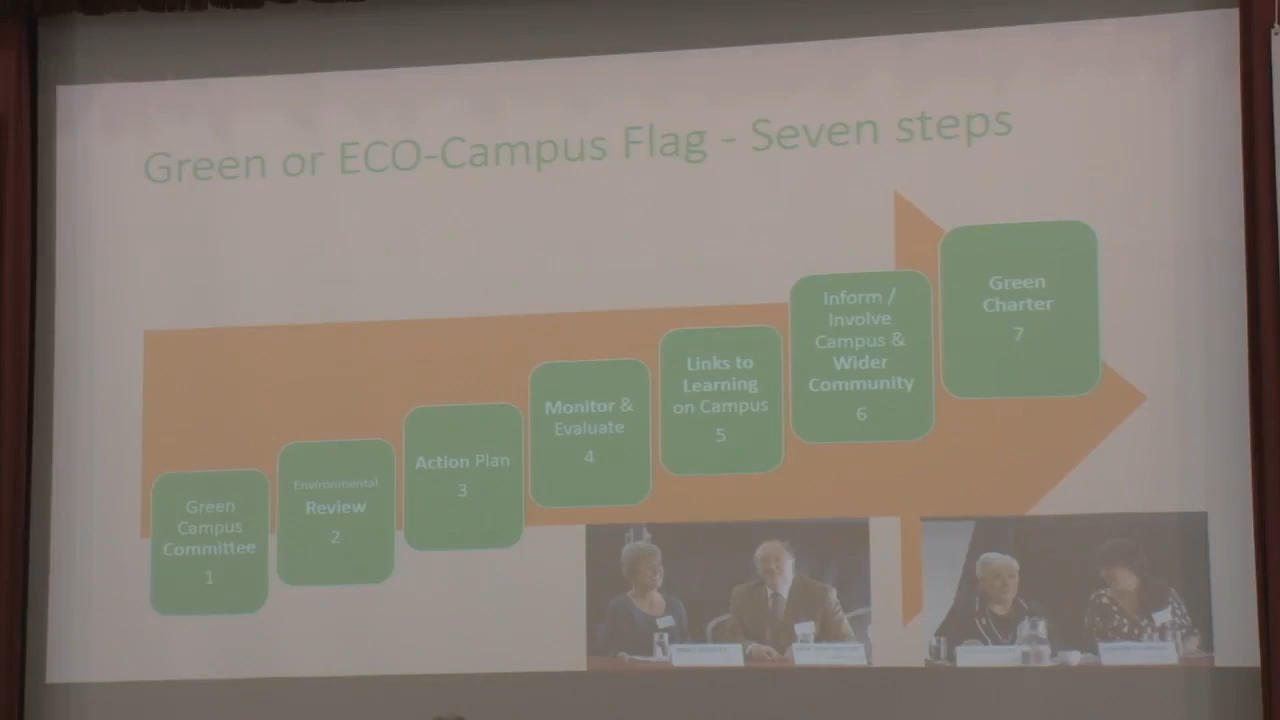 Green or ECO-Campus Flag - Seven steps
Green
Campus
Committee
1
Environmental
Review
2
Action Plan
3
Monitor &
Evaluate
4
Links to
Learning
on Campus
5
Inform /
Involve
Campus &
Wider
Community
6
Green
Charter
7